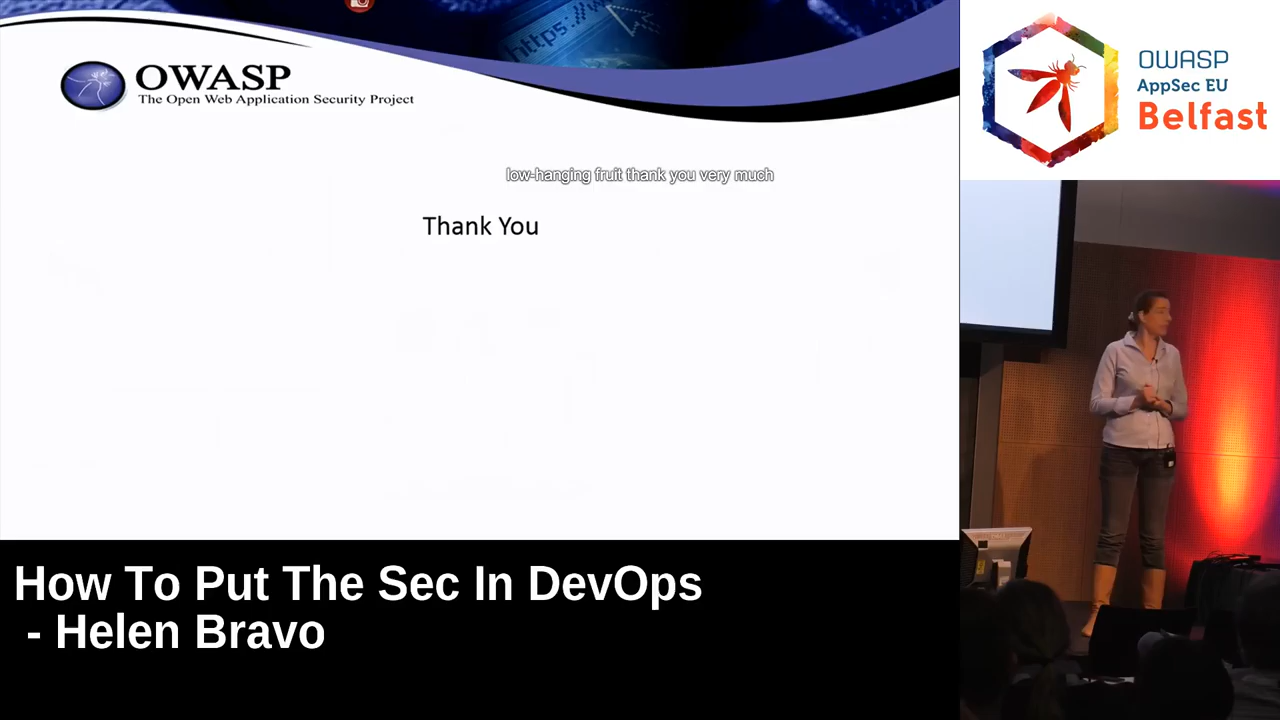 https://w
OWASP
The Open Web Application Security Project
low-hanging fruit thank you very much
Thank You
OWASP
AppSec EU
Belfast
How To Put The Sec In DevOps
- Helen Bravo